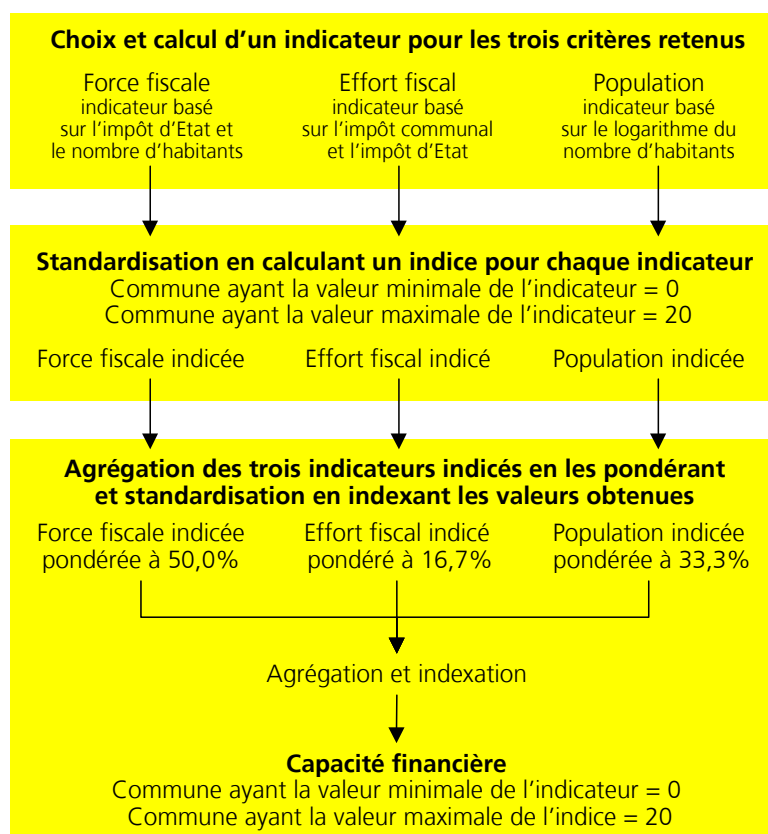 Choix et calcul d'un indicateur pour les trois critères retenus
Force fiscale
indicateur basé
sur l'impôt d'Etat et
le nombre d'habitants
Effort fiscal
indicateur basé
sur l'impôt communal
et l'impôt d'Etat
Population
indicateur basé
sur le logarithme du
nombre d'habitants
Standardisation en calculant un indice pour chaque indicateur
Commune ayant la valeur minimale de l'indicateur = 0
Commune ayant la valeur maximale de l'indicateur = 20
Force fiscale indicée
Effort fiscal indicé
Population indicée
Agrégation des trois indicateurs indicés en les pondérant
et standardisation en indexant les valeurs obtenues
Force fiscale indicée
pondérée à 50,0%
Effort fiscal indicé
pondéré à 16,7%
Population indicée
pondérée à 33,3%
Agrégation et indexation
Capacité financière
Commune ayant la valeur minimale de l'indicateur = 0
Commune ayant la valeur maximale de l'indice = 20